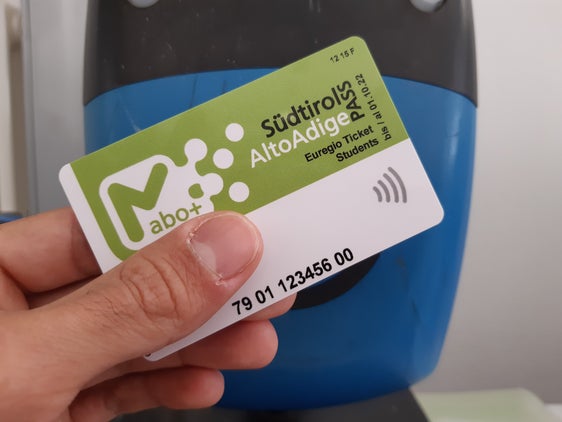 12 15 F
Südtirol
AltoAdige
PASS
Euregio Ticket
Students
bis / al 01.10.22
abo+
79 01 123456 00